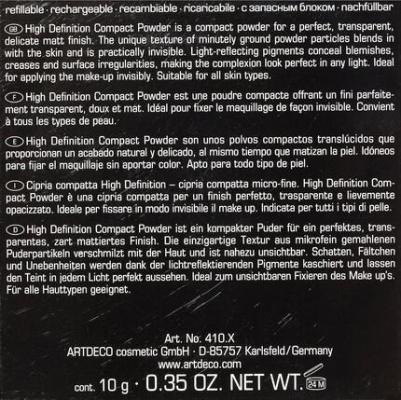 refillable · rechargeable · recambiable · ricaricabile · с запасным блоком · nachfüllbar
GB High Definition Compact Powder is a compact powder for a perfect, transparent,
delicate matt finish. The unique texture of minutely ground powder particles blends in
with the skin and is practically invisible. Light-reflecting pigments conceal blemishes,
creases and surface irregularities, making the complexion look perfect in any light. Ideal
for applying the make-up invisibly. Suitable for all skin types.
F High Definition Compact Powder est une poudre compacte offrant un fini parfaite-
ment transparent, doux et mat. Idéal pour fixer le maquillage de façon invisible. Convient
à tous les types de peau.
E High Definition Compact Powder son unos polvos compactos translúcidos que
proporcionan un acabado natural y delicado, al mismo tiempo que matizan la piel. Idóneos
para fijar el maquillaje sin aportar color. Apto para todo tipo de piel.
I Cipria compatta High Definition – cipria compatta micro-fine. High Definition Com-
pact Powder è una cipria compatta per un finish perfetto, trasparente e lievemente
opacizzato. Ideale per fissare in modo invisibile il make up. Indicata per tutti i tipi di pelle.
D High Definition Compact Powder ist ein kompakter Puder für ein perfektes, trans-
parentes, zart mattiertes Finish. Die einzigartige Textur aus mikrofein gemahlenen
Puderpartikeln verschmilzt mit der Haut und ist nahezu unsichtbar. Schatten, Fältchen
und Unebenheiten werden dank der lichtreflektierenden Pigmente kaschiert und lassen
den Teint in jedem Licht perfekt aussehen. Ideal zum unsichtbaren Fixieren des Make up's.
Für alle Hauttypen geeignet.
Art. No. 410.X
ARTDECO cosmetic GmbH · D-85757 Karlsfeld/Germany
www.artdeco.com
cont. 10 g · 0.35 OZ. NET WT. 24 M